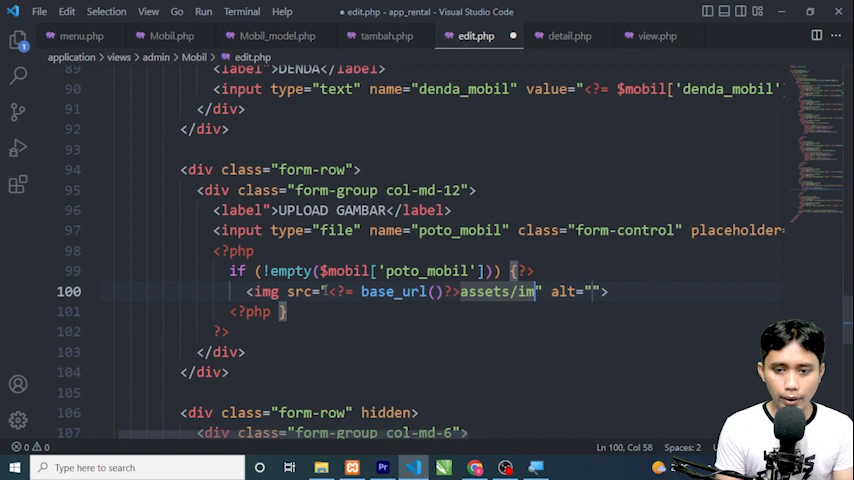 File Edit Selection View Go Run Terminal Help
● edit.php - app_rental - Visual Studio Code
menu.php Mobil.php Mobil_model.php tambah.php edit.php ● detail.php view.php
application > views > admin > Mobil > edit.php
89 <label">DENDA</label>
90 <input type="text" name="denda_mobil" value="<?= $mobil['denda_mobil'
91 </div>
92 </div>
93
94 <div class="form-row">
95 <div class="form-group col-md-12">
96 <label">UPLOAD GAMBAR</label>
97 <input type="file" name="poto_mobil" class="form-control" placeholder=
98 <?php
99 if (!empty($mobil['poto_mobil'])) {?>
100 <img src="<?= base_url()?>assets/im" alt="">
101 <?php }
102 ?>
103 </div>
104 </div>
105
106 <div class="form-row" hidden>
107 <div class="form-group col-md-6">
0 0 Ln 100, Col 58 Spaces: 2
Type here to search